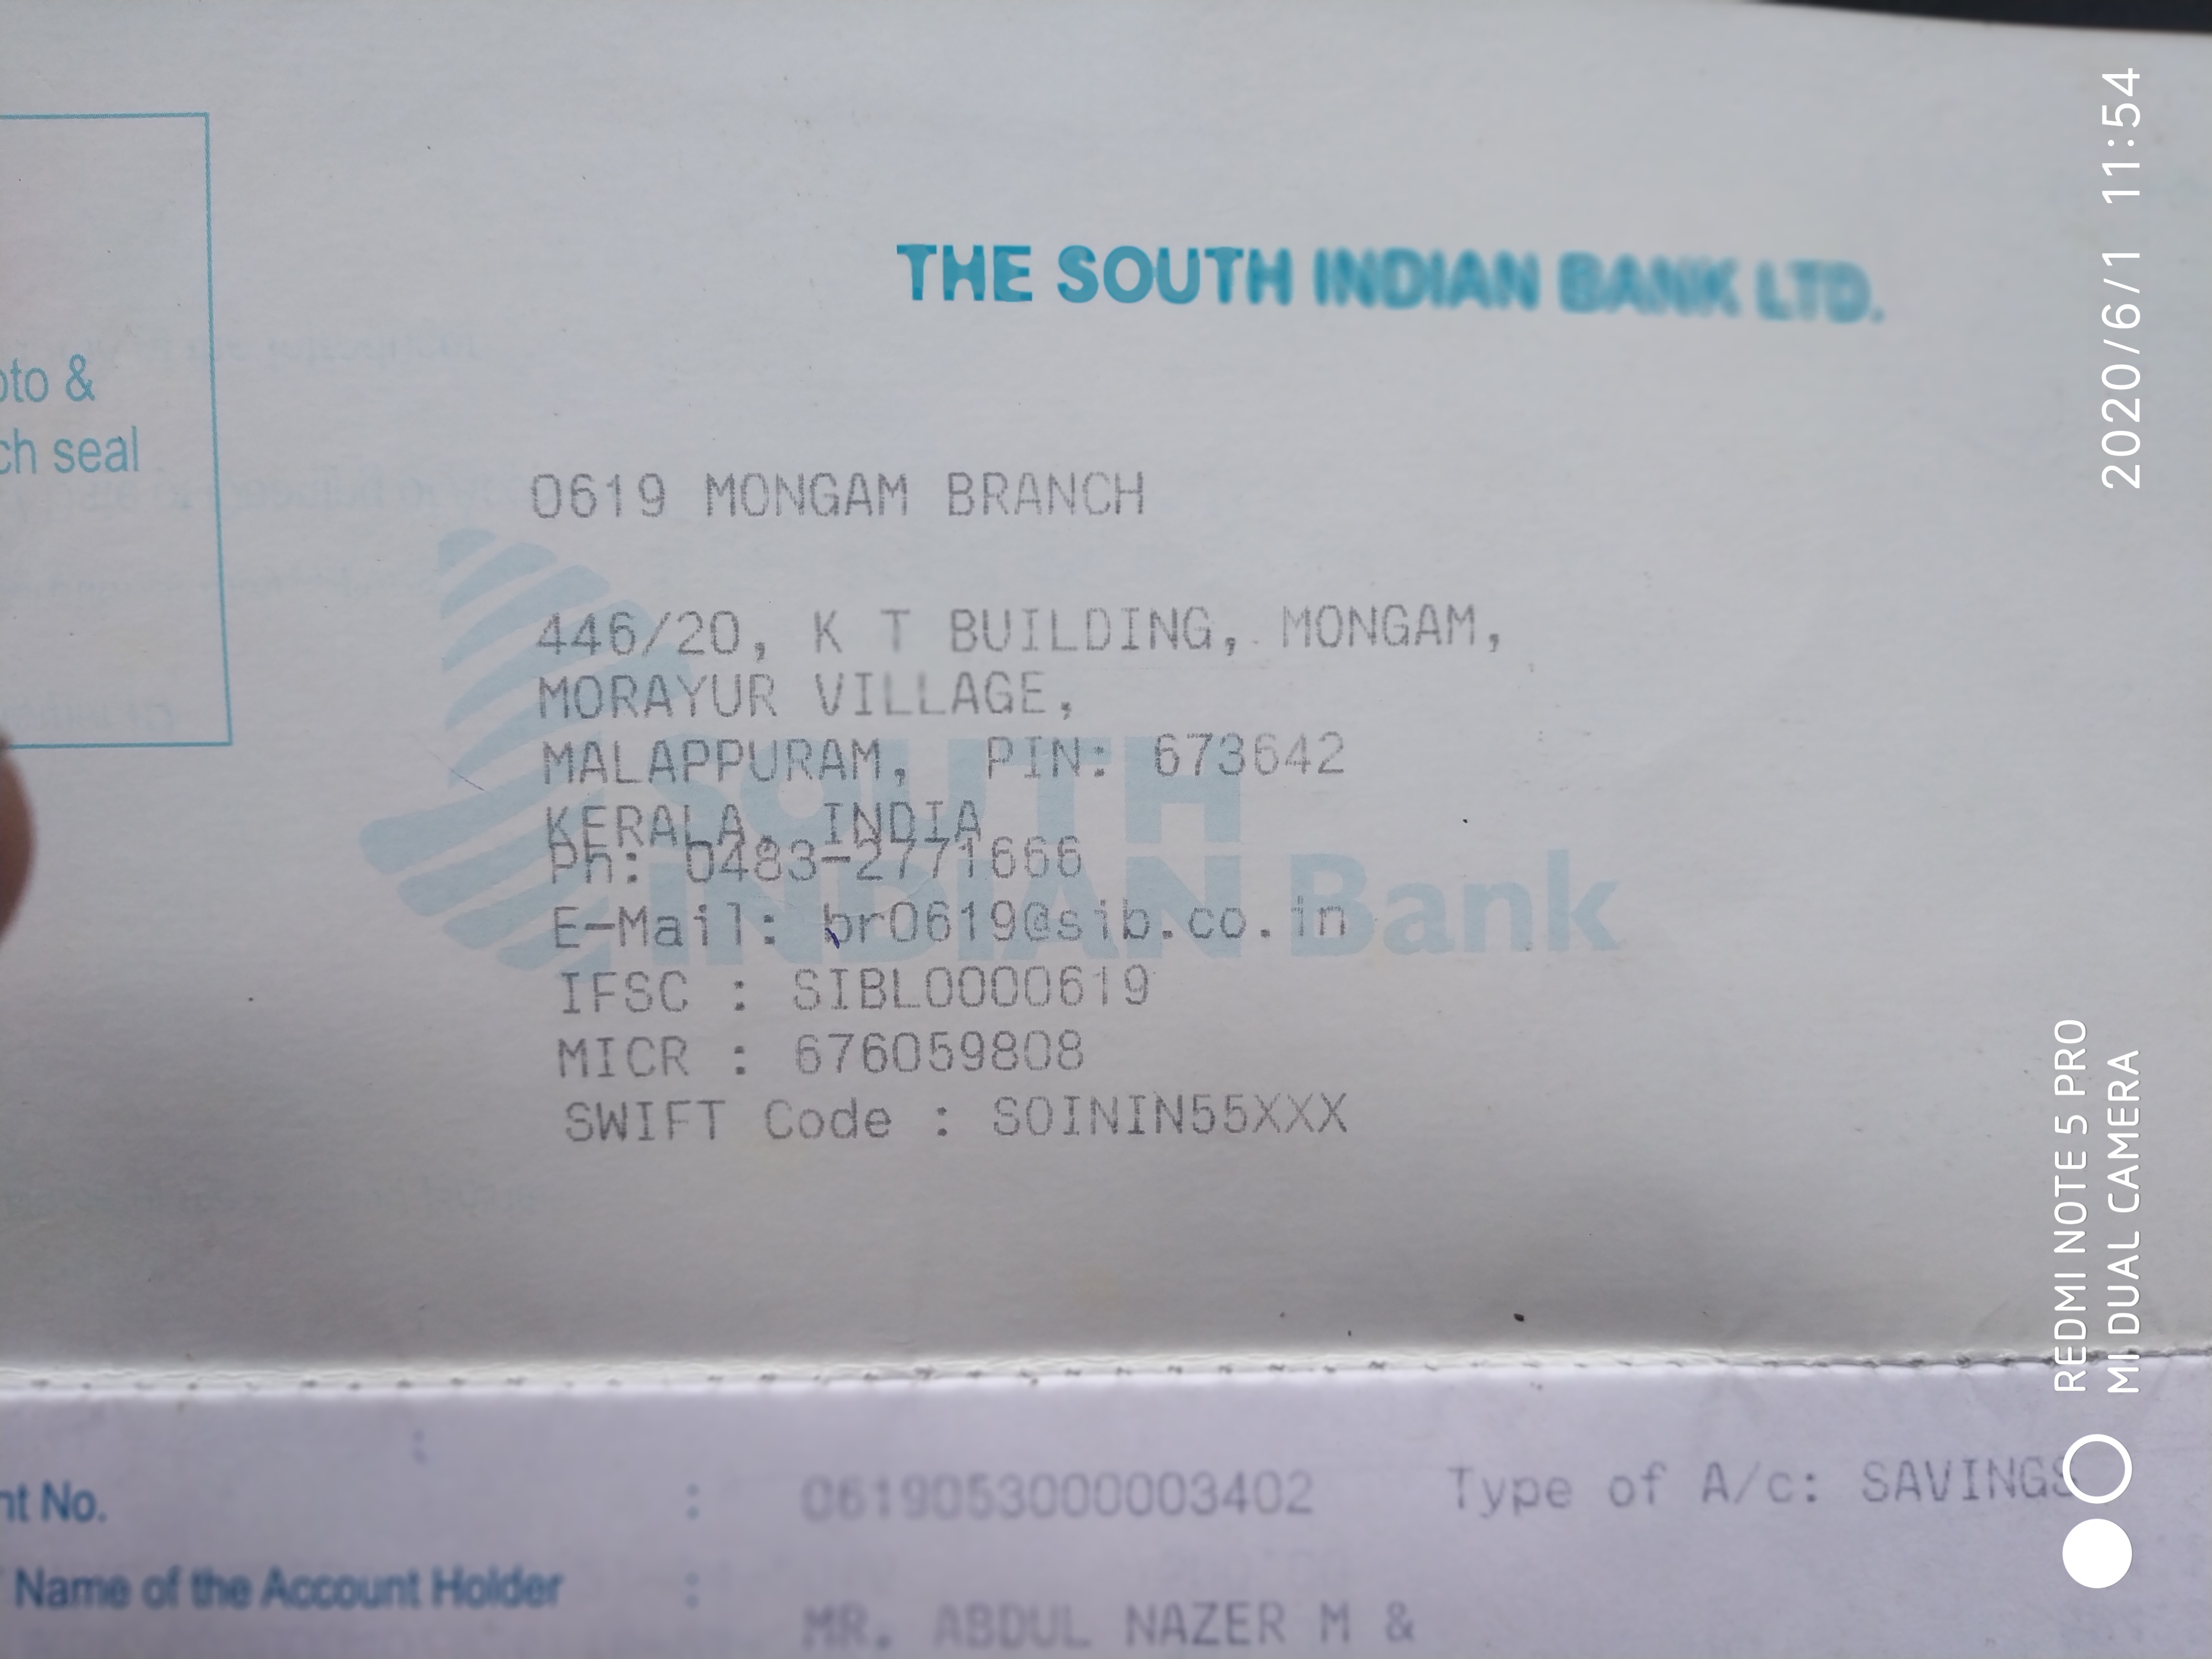 oto &
ch seal
THE SOUTH INDIAN BANK LTD.
0619 MONGAM BRANCH
446/20, K T BUILDING, MONGAM,
MORAYUR VILLAGE,
MALAPPURAM, PIN: 673642
KERALA, INDIA
Ph: 0483-2771666
E-Mail: br0619@sib.co.in
IFSC : SIBL0000619
MICR : 676059808
SWIFT Code : SOININ55XXX
SOUTH
INDIAN Bank
nt No. : 0619053000003402 Type of A/c: SAVINGS
Name of the Account Holder : MR. ABDUL NAZER M &
REDMI NOTE 5 PRO
MI DUAL CAMERA
2020/6/1 11:54